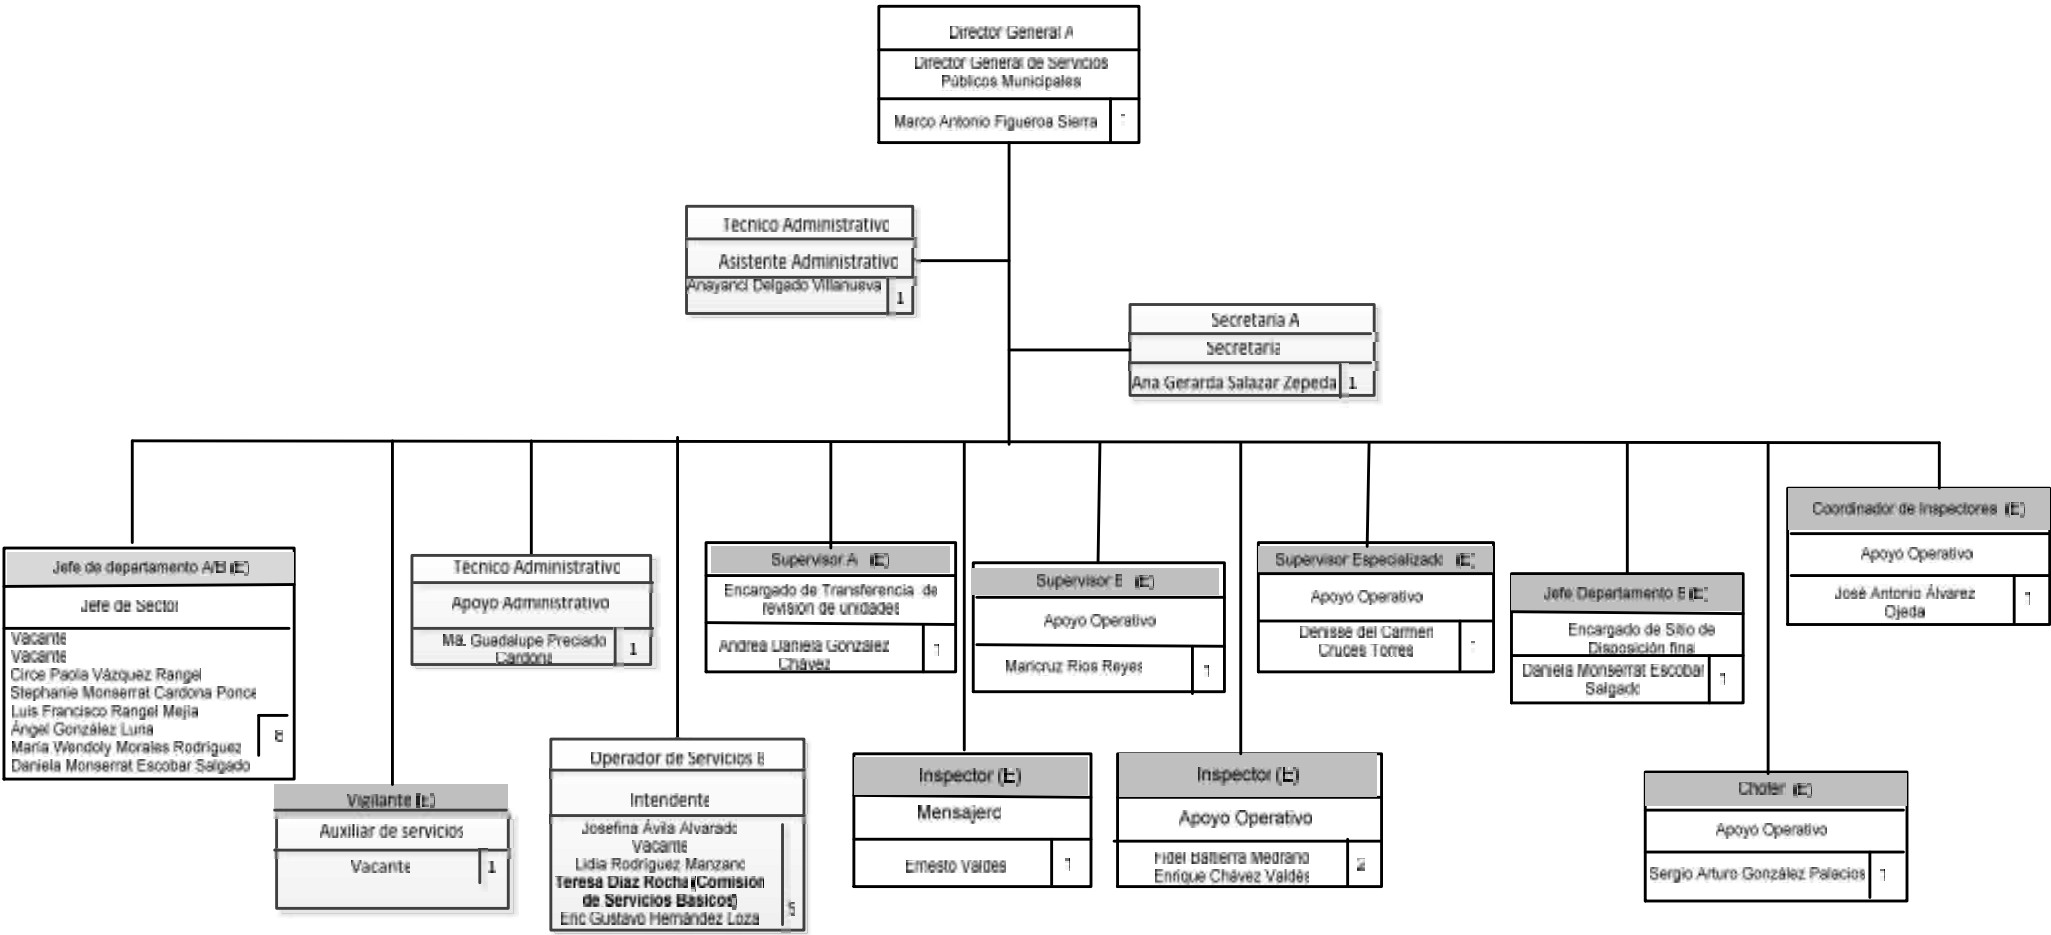 Director General A
Director General de Servicios
Públicos Municipales
Marco Antonio Figueroa Sierra 1
Técnico Administrativo
Asistente Administrativo
Anayanci Delgado Villanueva 1
Secretaria A
Secretaria
Ana Gerarda Salazar Zepeda 1
Jefe de departamento A/B (E)
Jefe de Sector
Vacante
Vacante
Circe Paola Vázquez Rangel
Stephanie Monserrat Cardona Ponce
Luis Francisco Rangel Mejía
Ángel González Luna
María Wendoly Morales Rodríguez
Daniela Monserrat Escobar Salgado
8
Vigilante (E)
Auxiliar de servicios
Vacante 1
Técnico Administrativo
Apoyo Administrativo
Ma. Guadalupe Preciado
Cardona
1
Operador de Servicios B
Intendente
Josefina Ávila Alvarado
Vacante
Lidia Rodríguez Manzano
Teresa Díaz Rocha (Comisión
de Servicios Básicos)
Eric Gustavo Hernández Loza
5
Supervisor A (E)
Encargado de Transferencia de
revisión de unidades
Andrea Daniela González
Chávez
1
Inspector (E)
Mensajero
Ernesto Valdés 1
Supervisor B (E)
Apoyo Operativo
Maricruz Ríos Reyes 1
Inspector (E)
Apoyo Operativo
Fidel Balderra Medrano
Enrique Chávez Valdés
2
Supervisor Especializado (E)
Apoyo Operativo
Denisse del Carmen
Cruces Torres
1
Jefe Departamento B (E)
Encargado de Sitio de
Disposición final
Daniela Monserrat Escobar
Salgado
1
Chofer (E)
Apoyo Operativo
Sergio Arturo González Palacios 1
Coordinador de Inspectores (E)
Apoyo Operativo
José Antonio Álvarez
Ojeda
1